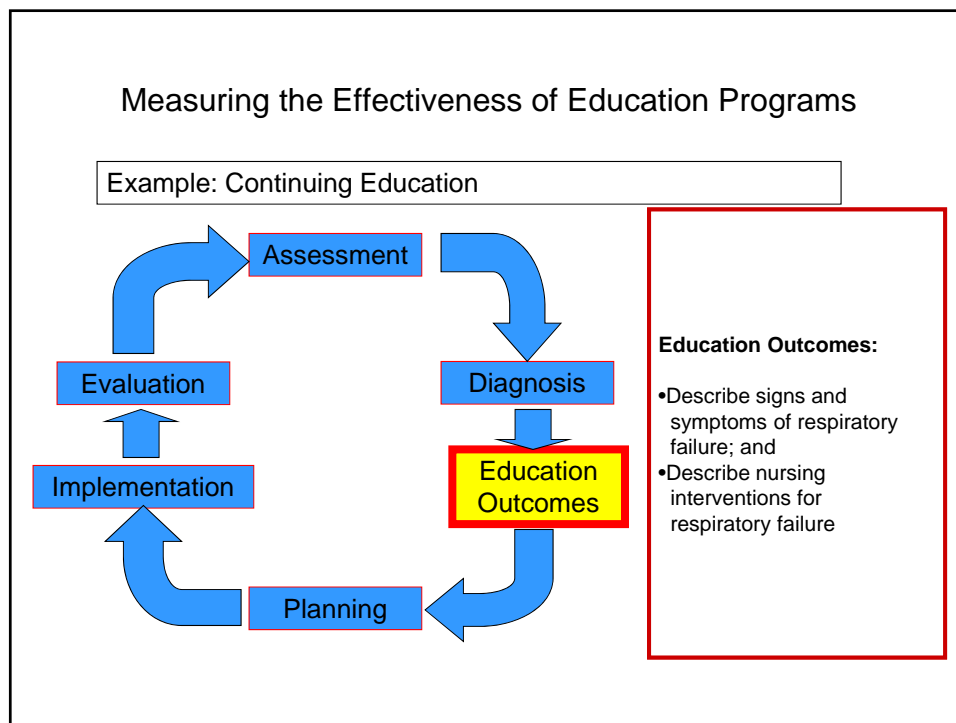 Measuring the Effectiveness of Education Programs
Example: Continuing Education
Assessment
Evaluation
Diagnosis
Implementation
Education
Outcomes
Planning
Education Outcomes:
•Describe signs and
symptoms of respiratory
failure; and
•Describe nursing
interventions for
respiratory failure